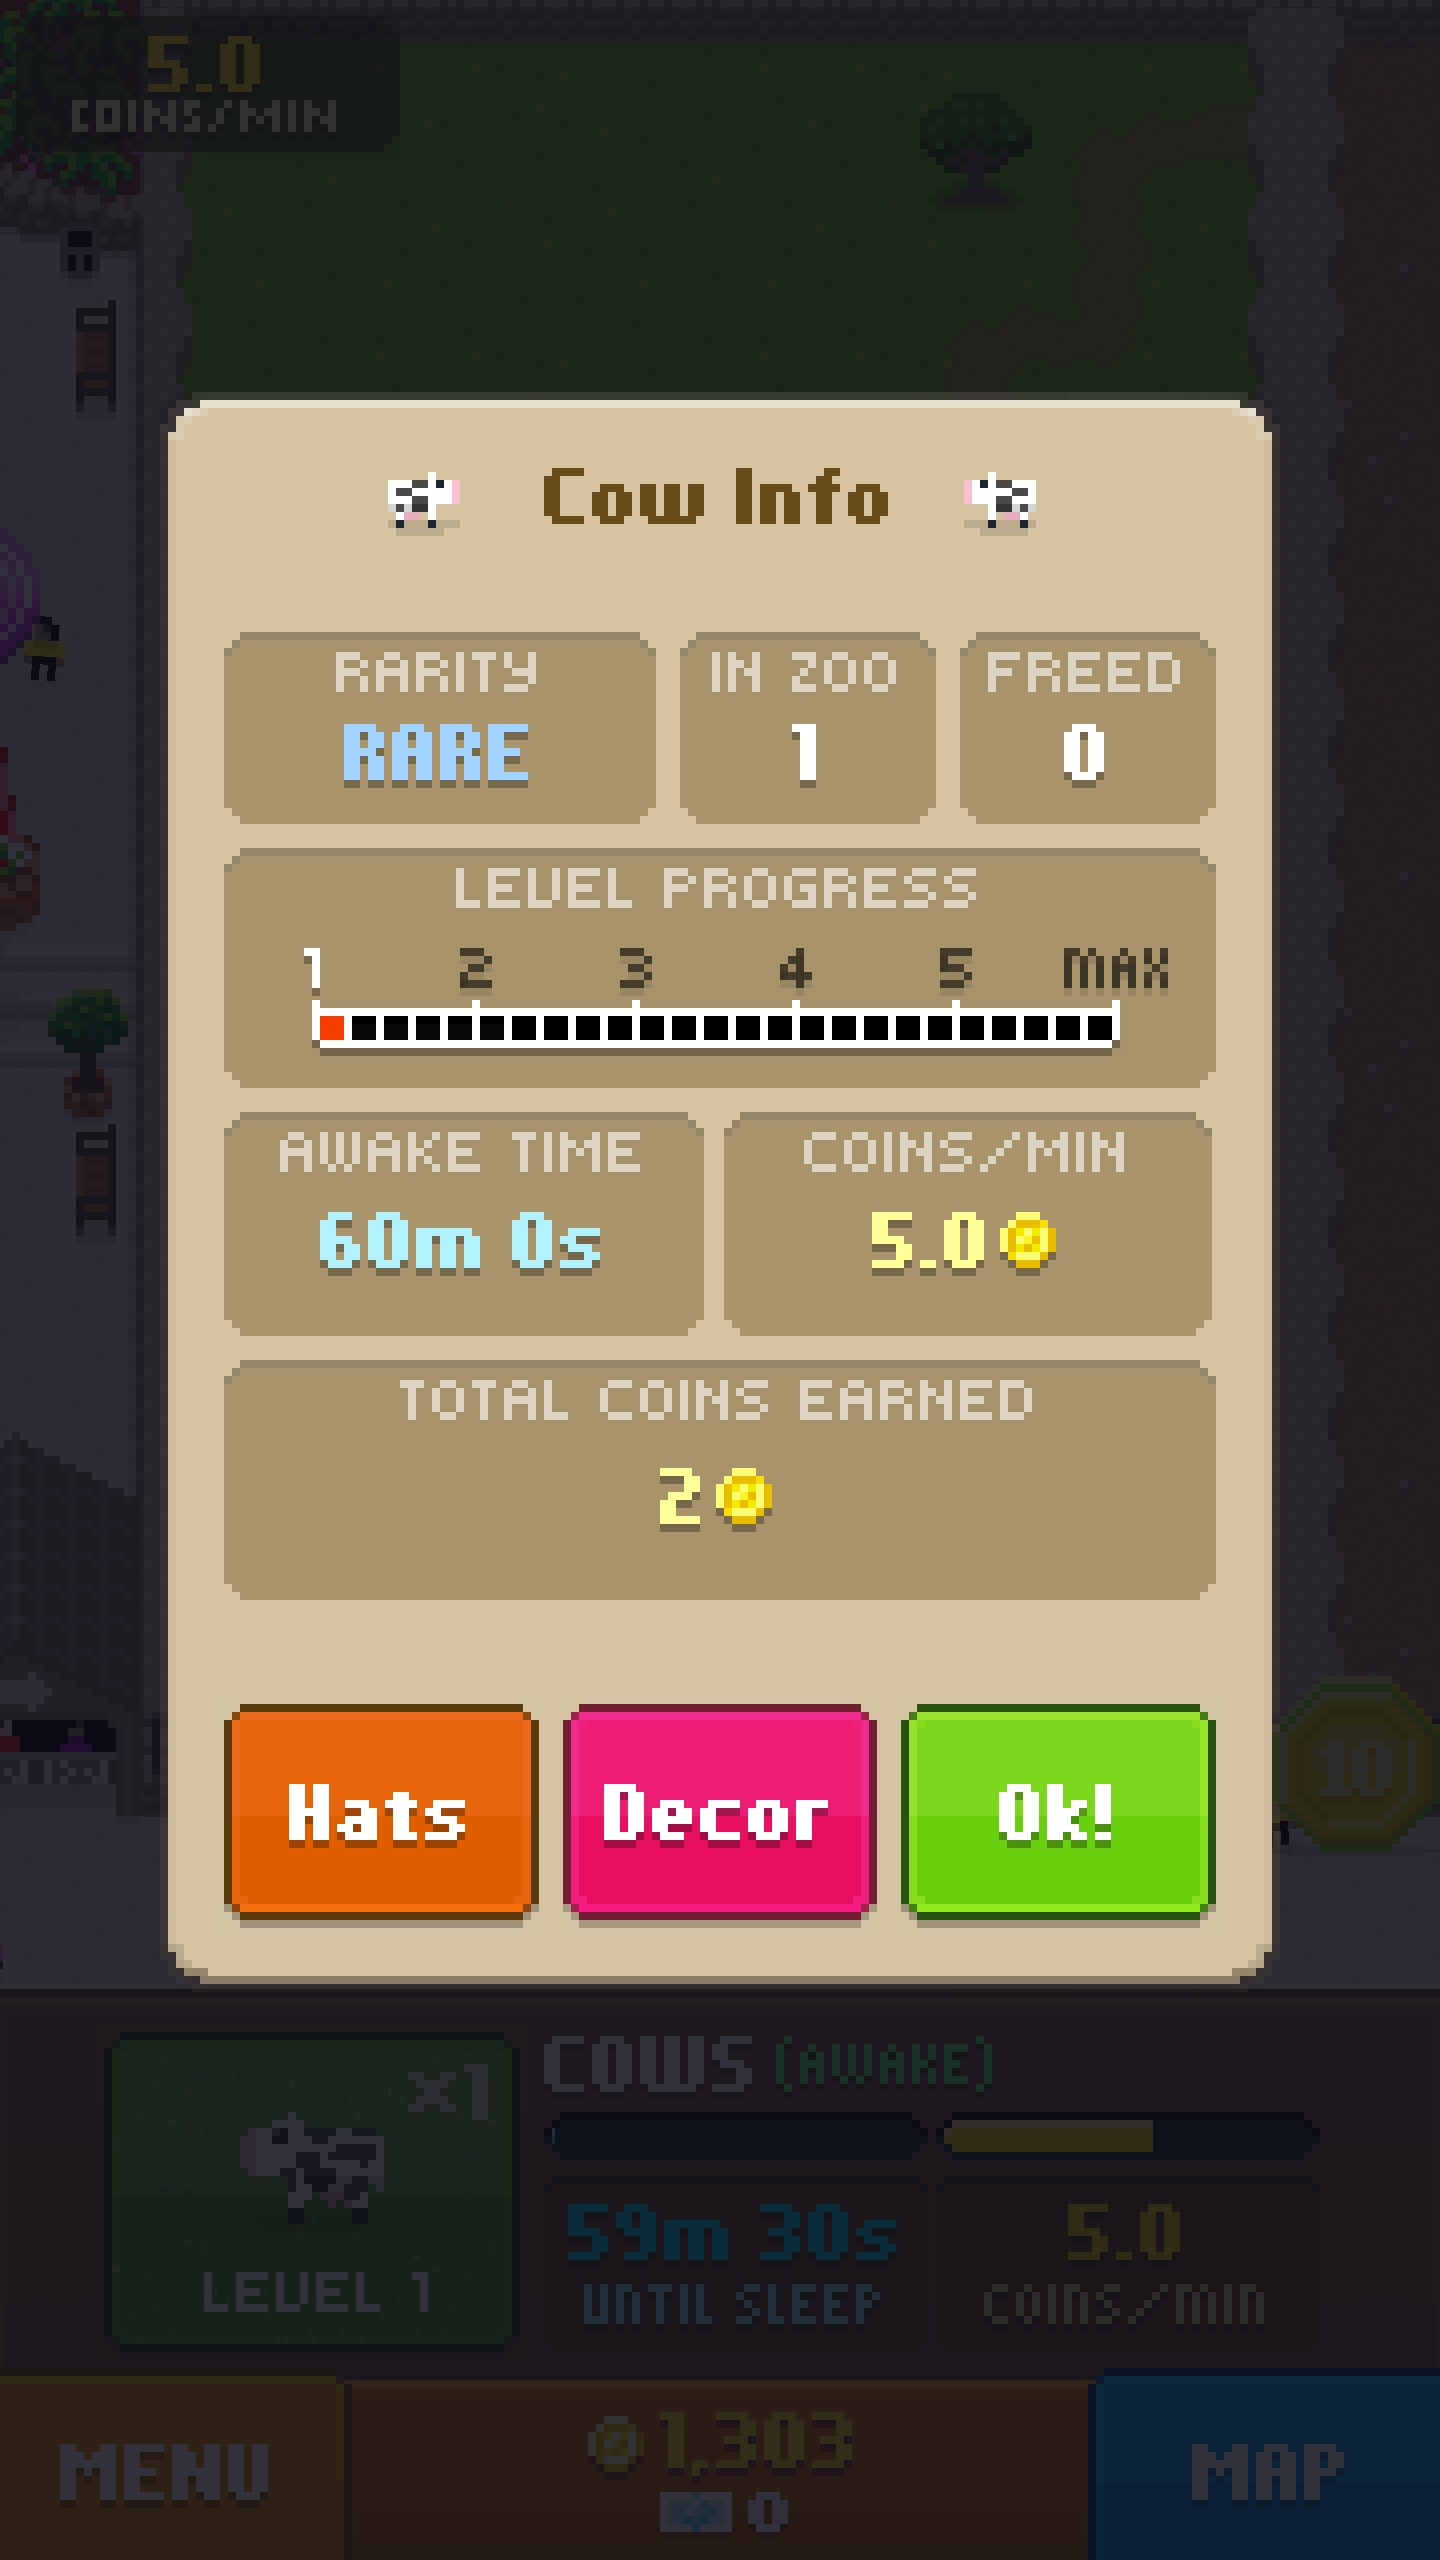 5.0
COINS/MIN
Cow Info
RARITY
RARE
IN ZOO
1
FREED
0
LEVEL PROGRESS
1 2 3 4 5 MAX
AWAKE TIME
60m 0s
COINS/MIN
5.0
TOTAL COINS EARNED
2
Hats
Decor
Ok!
10
x1
LEVEL 1
COWS (AWAKE)
59m 30s
UNTIL SLEEP
5.0
COINS/MIN
MENU
1,303
0
MAP